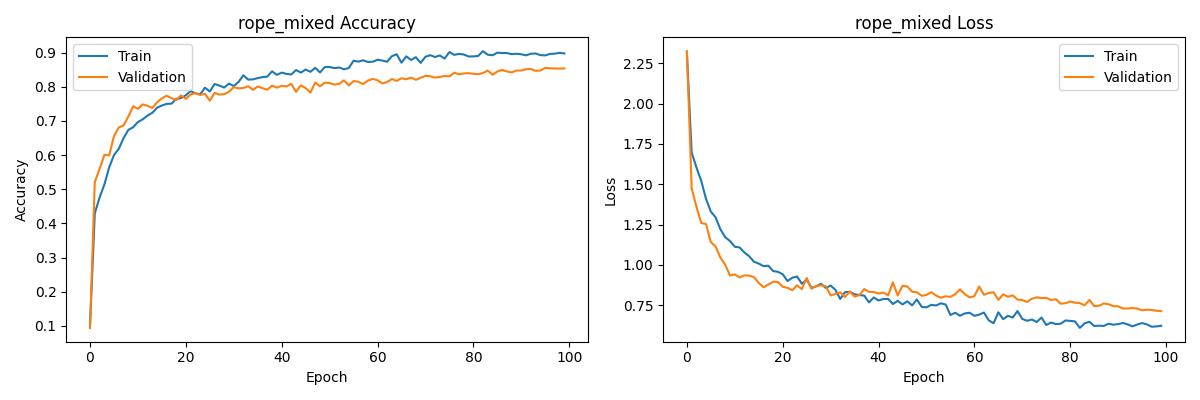 rope_mixed Accuracy
Train
Validation
0.9
0.8
0.7
0.6
0.5
0.4
0.3
0.2
0.1
Accuracy
0 20 40 60 80 100
Epoch
rope_mixed Loss
Train
Validation
2.25
2.00
1.75
1.50
1.25
1.00
0.75
Loss
0 20 40 60 80 100
Epoch